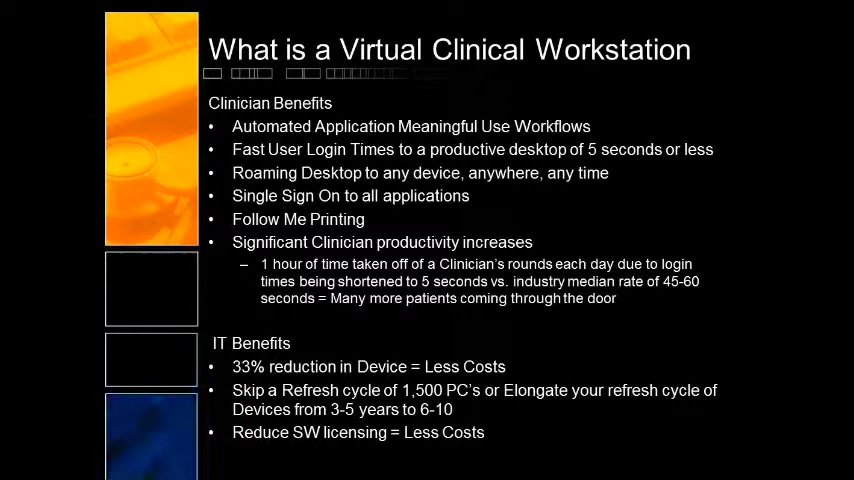 What is a Virtual Clinical Workstation
Clinician Benefits
• Automated Application Meaningful Use Workflows
• Fast User Login Times to a productive desktop of 5 seconds or less
• Roaming Desktop to any device, anywhere, any time
• Single Sign On to all applications
• Follow Me Printing
• Significant Clinician productivity increases
– 1 hour of time taken off of a Clinician's rounds each day due to login
times being shortened to 5 seconds vs. industry median rate of 45-60
seconds = Many more patients coming through the door
IT Benefits
• 33% reduction in Device = Less Costs
• Skip a Refresh cycle of 1,500 PC's or Elongate your refresh cycle of
Devices from 3-5 years to 6-10
• Reduce SW licensing = Less Costs